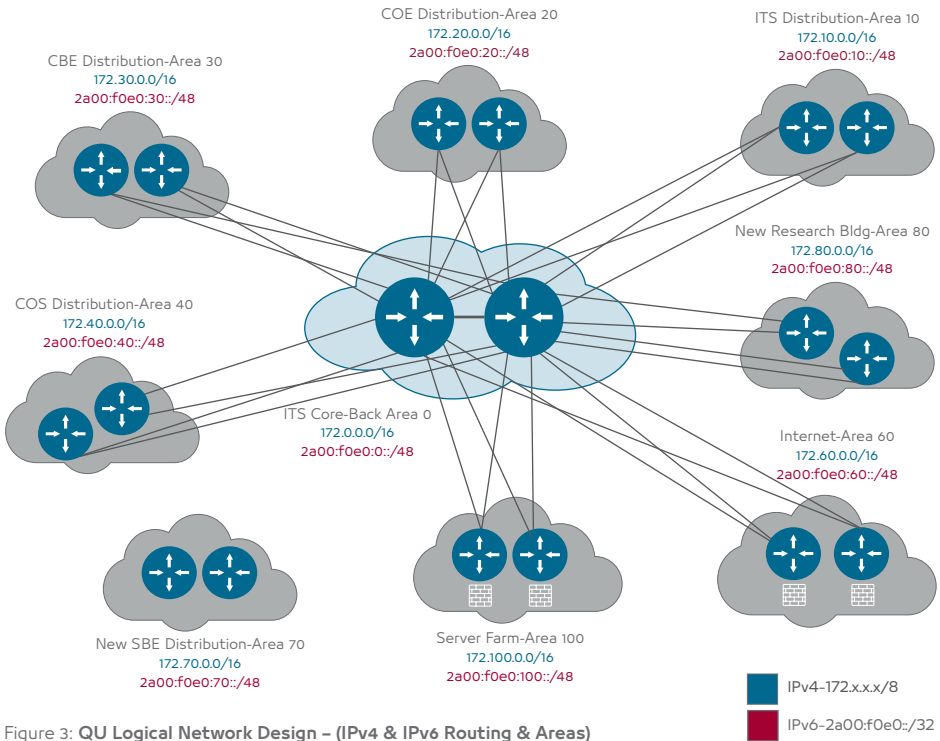 COE Distribution-Area 20
172.20.0.0/16
2a00:f0e0:20::/48
ITS Distribution-Area 10
172.10.0.0/16
2a00:f0e0:10::/48
CBE Distribution-Area 30
172.30.0.0/16
2a00:f0e0:30::/48
New Research Bldg-Area 80
172.80.0.0/16
2a00:f0e0:80::/48
COS Distribution-Area 40
172.40.0.0/16
2a00:f0e0:40::/48
ITS Core-Back Area 0
172.0.0.0/16
2a00:f0e0:0::/48
Internet-Area 60
172.60.0.0/16
2a00:f0e0:60::/48
New SBE Distribution-Area 70
172.70.0.0/16
2a00:f0e0:70::/48
Server Farm-Area 100
172.100.0.0/16
2a00:f0e0:100::/48
IPv4-172.x.x.x/8
IPv6-2a00:f0e0::/32
Figure 3: QU Logical Network Design – (IPv4 & IPv6 Routing & Areas)